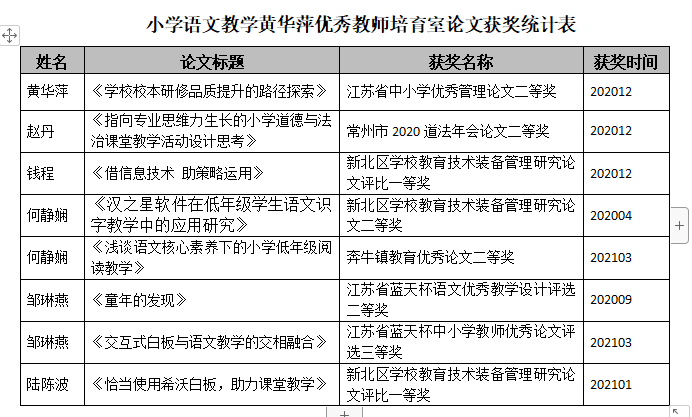 小学语文教学黄华萍优秀教师培育室论文获奖统计表
姓名 论文标题 获奖名称 获奖时间
黄华萍 《学校校本研修品质提升的路径探索》 江苏省中小学优秀管理论文二等奖 202012
赵丹 《指向专业思维力生长的小学道德与法
治课堂教学活动设计思考》 常州市 2020 道法年会论文二等奖 202012
钱程 《借信息技术 助策略运用》 新北区学校教育技术装备管理研究论
文评比一等奖 202012
何静娴 《汉之星软件在低年级学生语文识
字教学中的应用研究》 新北区学校教育技术装备管理研究论
文二等奖 202004
何静娴 《浅谈语文核心素养下的小学低年级阅
读教学》 奔牛镇教育优秀论文二等奖 202103
邹琳燕 《童年的发现》 江苏省蓝天杯语文优秀教学设计评选
二等奖 202009
邹琳燕 《交互式白板与语文教学的交相融合》 江苏省蓝天杯中小学教师优秀论文评
选三等奖 202103
陆陈波 《恰当使用希沃白板，助力课堂教学》 新北区学校教育技术装备管理研究论
文评比二等奖 202101